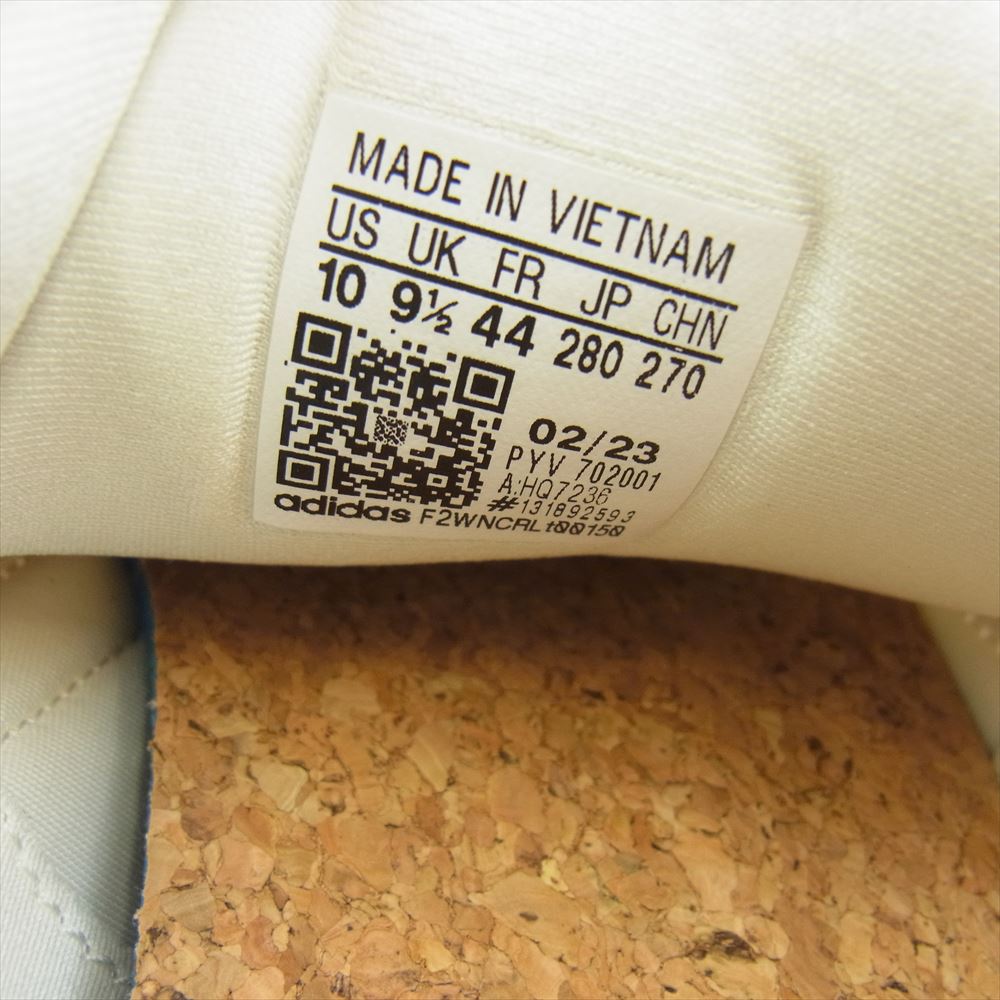 MADE IN VIETNAM
US UK FR JP CHN
10 9½ 44 280 270
02/23
PYV 702001
A:HQ7236
#131892593
adidas F2WNCRLt00150